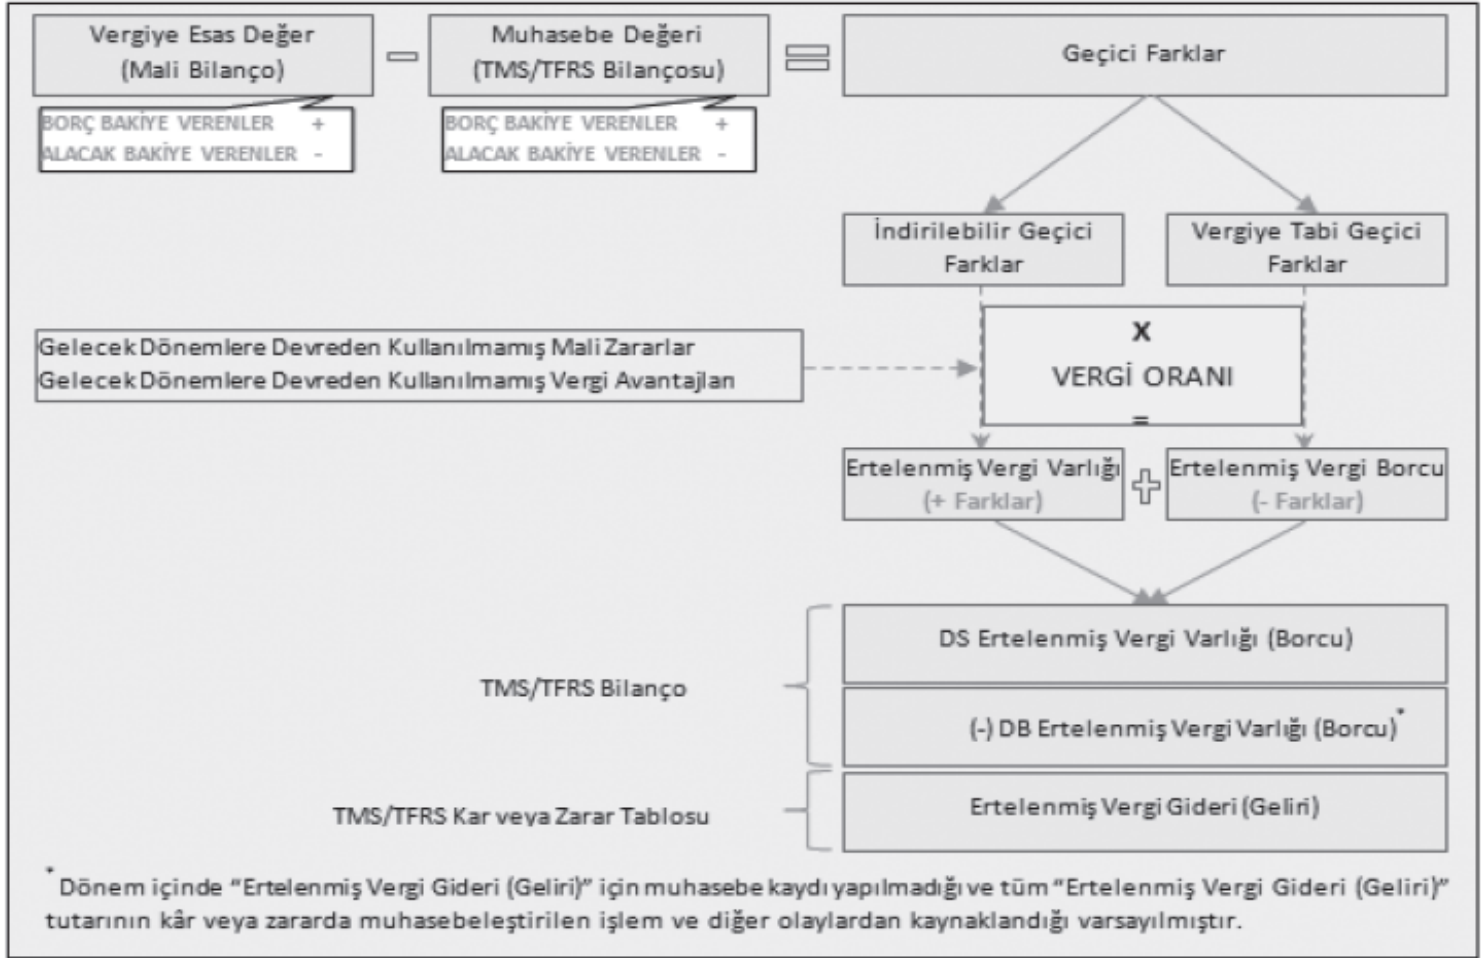 Vergiye Esas Değer
(Mali Bilanço)
Muhasebe Değeri
(TMS/TFRS Bilançosu)
Geçici Farklar
BORÇ BAKİYE VERENLER +
ALACAK BAKİYE VERENLER -
BORÇ BAKİYE VERENLER +
ALACAK BAKİYE VERENLER -
İndirilebilir Geçici
Farklar
Vergiye Tabi Geçici
Farklar
Gelecek Dönemlere Devreden Kullanılmamış Mali Zararlar
Gelecek Dönemlere Devreden Kullanılmamış Vergi Avantajları
X
VERGİ ORANI
=
Ertelenmiş Vergi Varlığı
(+ Farklar)
Ertelenmiş Vergi Borcu
(- Farklar)
DS Ertelenmiş Vergi Varlığı (Borcu)
TMS/TFRS Bilanço
(-) DB Ertelenmiş Vergi Varlığı (Borcu)*
TMS/TFRS Kar veya Zarar Tablosu
Ertelenmiş Vergi Gideri (Geliri)
* Dönem içinde “Ertelenmiş Vergi Gideri (Geliri)” için muhasebe kaydı yapılmadığı ve tüm “Ertelenmiş Vergi Gideri (Geliri)”
tutarının kâr veya zararda muhasebeleştirilen işlem ve diğer olaylardan kaynaklandığı varsayılmıştır.